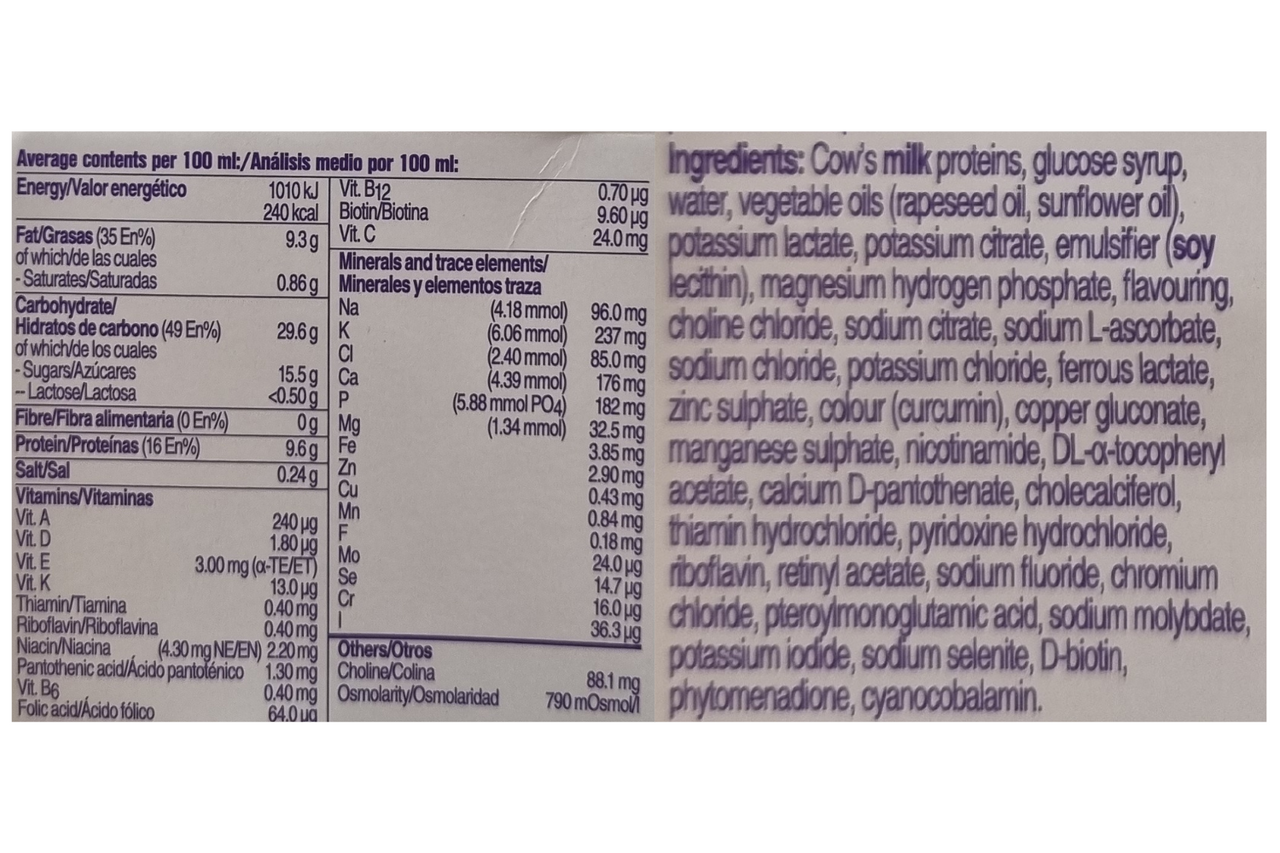 Average contents per 100 ml:/Análisis medio por 100 ml:
Energy/Valor energético 1010 kJ
240 kcal
Fat/Grasas (35 En%) 9.3 g
of which/de las cuales
- Saturates/Saturadas 0.86 g
Carbohydrate/
Hidratos de carbono (49 En%) 29.6 g
of which/de los cuales
- Sugars/Azúcares 15.5 g
-- Lactose/Lactosa <0.50 g
Fibre/Fibra alimentaria (0 En%) 0 g
Protein/Proteínas (16 En%) 9.6 g
Salt/Sal 0.24 g
Vitamins/Vitaminas
Vit. A 240 µg
Vit. D 1.80 µg
Vit. E 3.00 mg (α-TE/ET)
Vit. K 13.0 µg
Thiamin/Tiamina 0.40 mg
Riboflavin/Riboflavina 0.40 mg
Niacin/Niacina (4.30 mg NE/EN) 2.20 mg
Pantothenic acid/Ácido pantoténico 1.30 mg
Vit. B6 0.40 mg
Folic acid/Ácido fólico 64.0 µg
Vit. B12 0.70 µg
Biotin/Biotina 9.60 µg
Vit. C 24.0 mg
Minerals and trace elements/
Minerales y elementos traza
Na (4.18 mmol) 96.0 mg
K (6.06 mmol) 237 mg
Cl (2.40 mmol) 85.0 mg
Ca (4.39 mmol) 176 mg
P (5.88 mmol PO4) 182 mg
Mg (1.34 mmol) 32.5 mg
Fe 3.85 mg
Zn 2.90 mg
Cu 0.43 mg
Mn 0.84 mg
F 0.18 mg
Mo 24.0 µg
Se 14.7 µg
Cr 16.0 µg
I 36.3 µg
Others/Otros
Choline/Colina 88.1 mg
Osmolarity/Osmolaridad 790 mOsmol/l
Ingredients: Cow's milk proteins, glucose syrup,
water, vegetable oils (rapeseed oil, sunflower oil),
potassium lactate, potassium citrate, emulsifier (soy
lecithin), magnesium hydrogen phosphate, flavouring,
choline chloride, sodium citrate, sodium L-ascorbate,
sodium chloride, potassium chloride, ferrous lactate,
zinc sulphate, colour (curcumin), copper gluconate,
manganese sulphate, nicotinamide, DL-α-tocopheryl
acetate, calcium D-pantothenate, cholecalciferol,
thiamin hydrochloride, pyridoxine hydrochloride,
riboflavin, retinyl acetate, sodium fluoride, chromium
chloride, pteroylmonoglutamic acid, sodium molybdate,
potassium iodide, sodium selenite, D-biotin,
phytomenadione, cyanocobalamin.